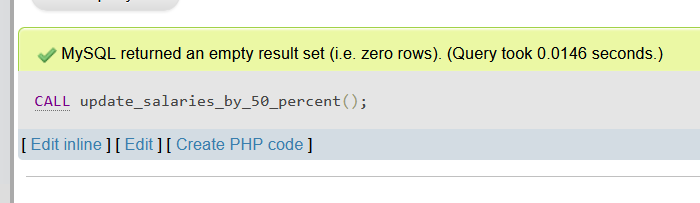 MySQL returned an empty result set (i.e. zero rows). (Query took 0.0146 seconds.)
CALL update_salaries_by_50_percent();
[ Edit inline ] [ Edit ] [ Create PHP code ]